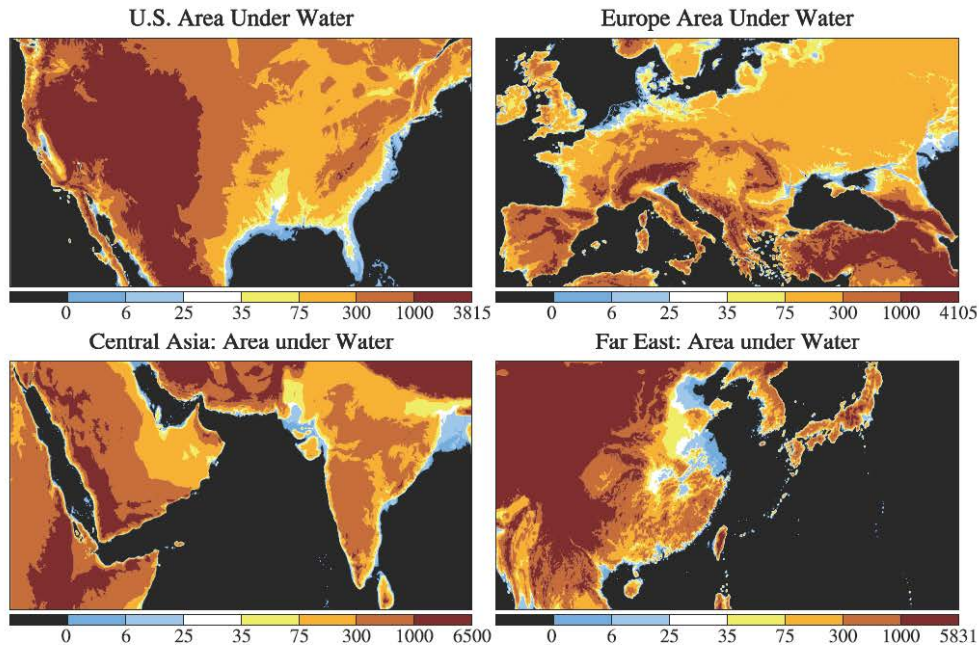 U.S. Area Under Water
Europe Area Under Water
0 6 25 35 75 300 1000 3815
0 6 25 35 75 300 1000 4105
Central Asia: Area under Water
Far East: Area under Water
0 6 25 35 75 300 1000 6500
0 6 25 35 75 300 1000 5831